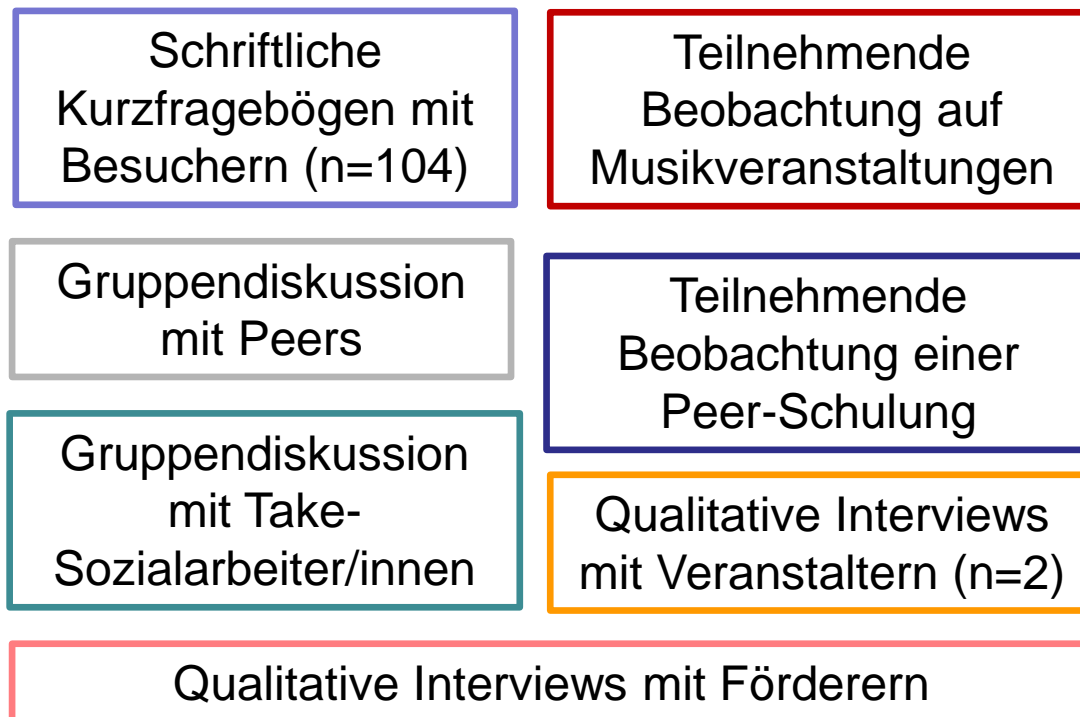 Schriftliche
Kurzfragebögen mit
Besuchern (n=104)
Teilnehmende
Beobachtung auf
Musikveranstaltungen
Gruppendiskussion
mit Peers
Teilnehmende
Beobachtung einer
Peer-Schulung
Gruppendiskussion
mit Take-
Sozialarbeiter/innen
Qualitative Interviews
mit Veranstaltern (n=2)
Qualitative Interviews mit Förderern